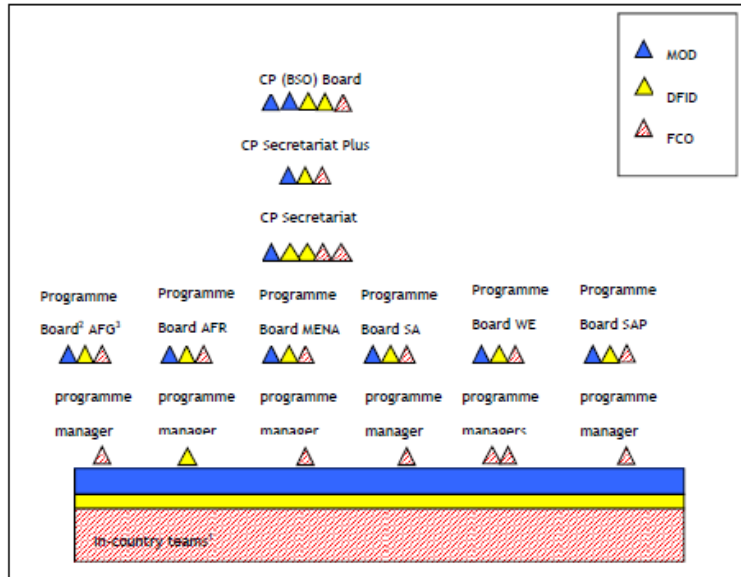 MOD
DFID
FCO
CP (BSO) Board
CP Secretariat Plus
CP Secretariat
Programme Board² AFG³
Programme Board AFR
Programme Board MENA
Programme Board SA
Programme Board WE
Programme Board SAP
programme manager
programme manager
programme manager
programme manager
programme managers
programme manager
In-country teams¹